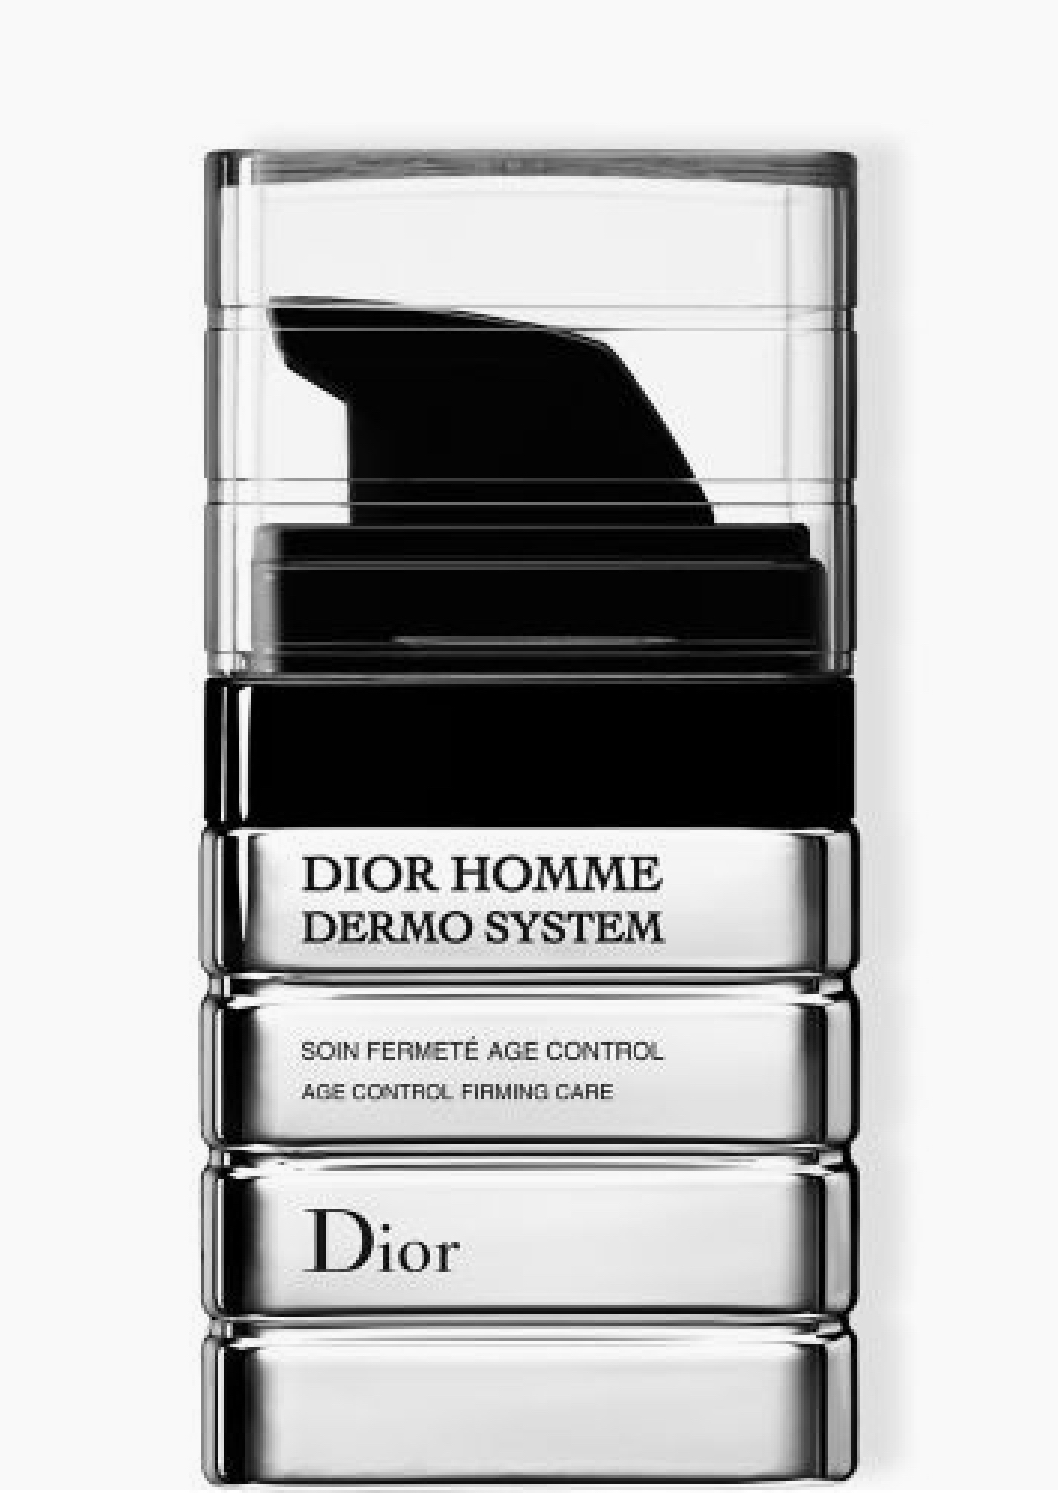 DIOR HOMME
DERMO SYSTEM
SOIN FERMETÉ AGE CONTROL
AGE CONTROL FIRMING CARE
Dior